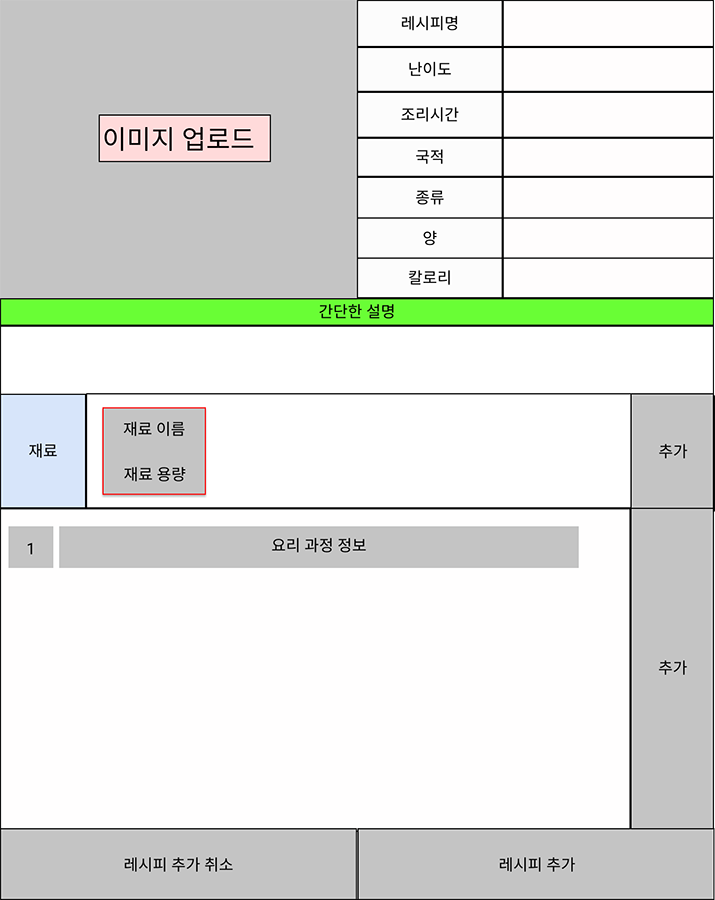 이미지 업로드
레시피명
난이도
조리시간
국적
종류
양
칼로리
간단한 설명
재료
재료 이름
재료 용량
추가
1
요리 과정 정보
추가
레시피 추가 취소
레시피 추가